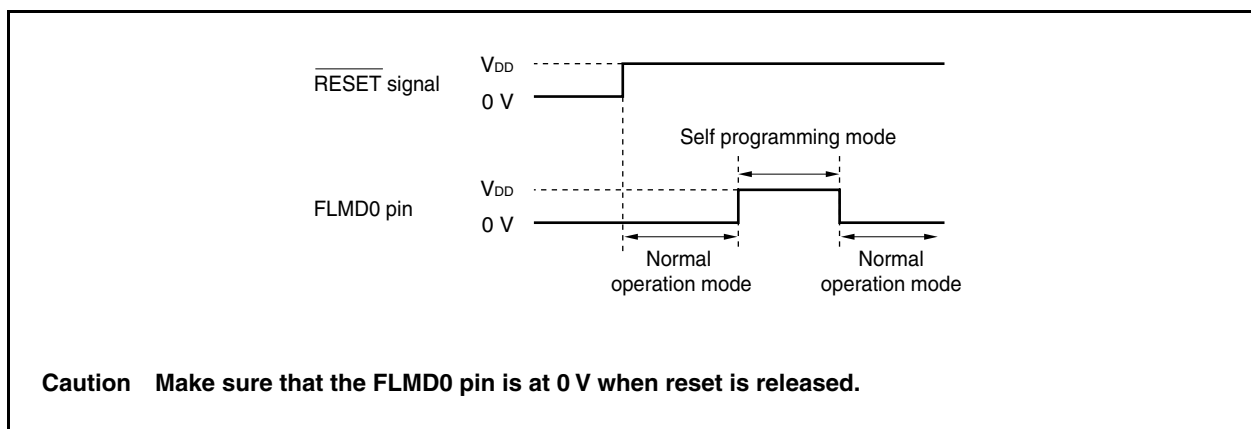 RESET signal
VDD
0 V
Self programming mode
FLMD0 pin
VDD
0 V
Normal
operation mode
Normal
operation mode
Caution Make sure that the FLMD0 pin is at 0 V when reset is released.